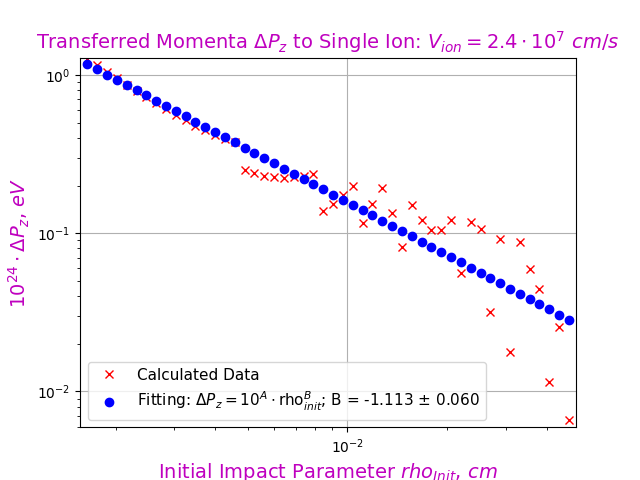 Transferred Momenta ΔP_z to Single Ion: V_ion = 2.4 · 10^7 cm/s
10^24 · ΔP_z, eV
10^0
10^-1
10^-2
Calculated Data
Fitting: ΔP_z = 10^A · rho_init^B; B = -1.113 ± 0.060
10^-2
Initial Impact Parameter rho_Init, cm